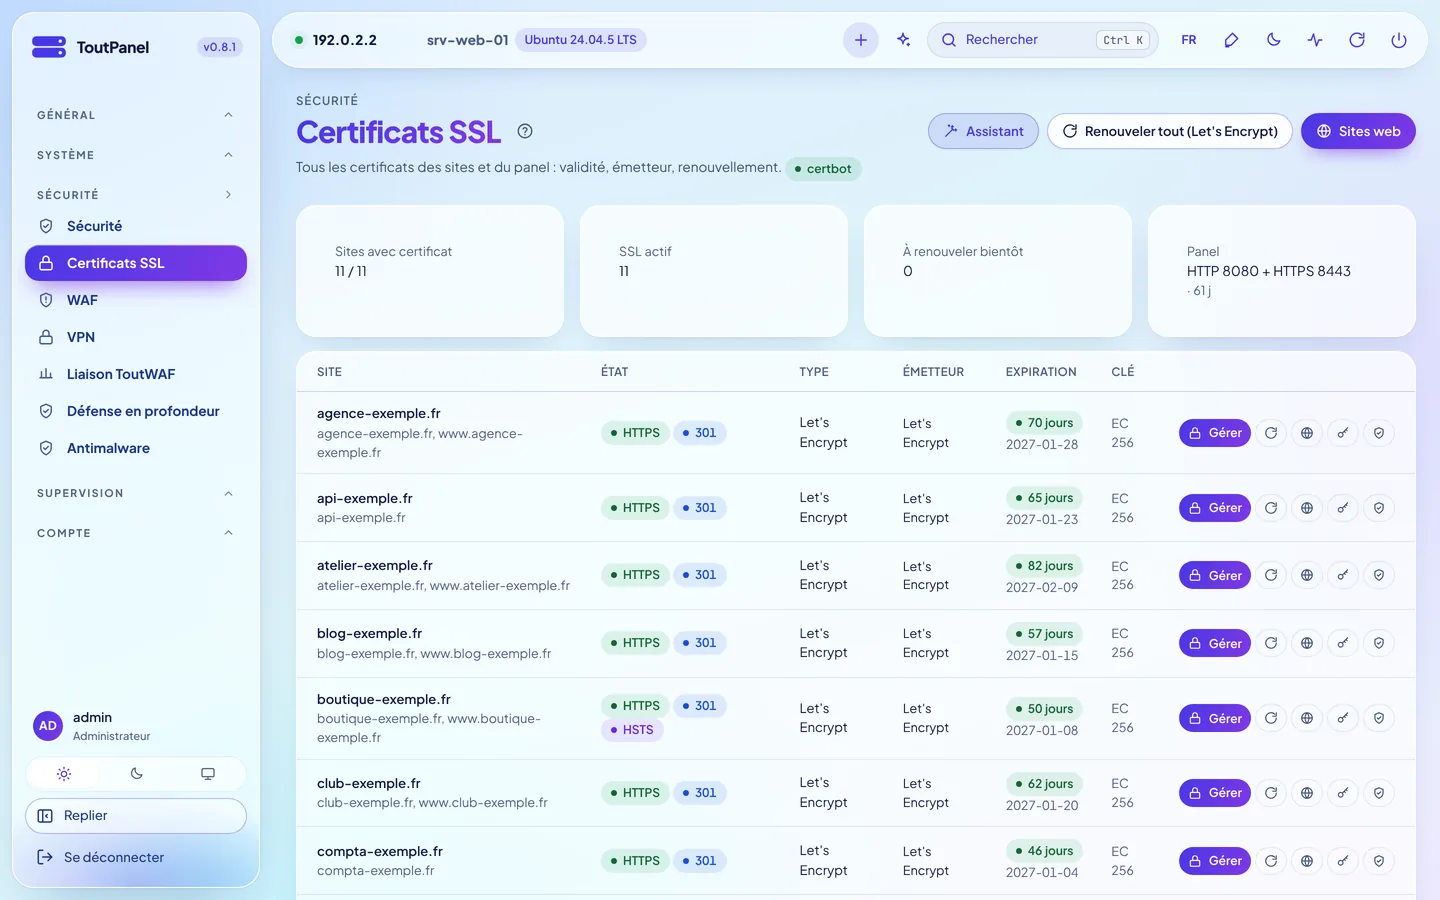 ToutPanel
v0.8.1
GÉNÉRAL
SYSTÈME
SÉCURITÉ
Sécurité
Certificats SSL
WAF
VPN
Liaison ToutWAF
Défense en profondeur
Antimalware
SUPERVISION
COMPTE
AD
admin
Administrateur
Replier
Se déconnecter
192.0.2.2
srv-web-01
Ubuntu 24.04.5 LTS
Rechercher
Ctrl K
FR
SÉCURITÉ
Certificats SSL
Tous les certificats des sites et du panel : validité, émetteur, renouvellement.
certbot
Assistant
Renouveler tout (Let's Encrypt)
Sites web
Sites avec certificat
11 / 11
SSL actif
11
À renouveler bientôt
0
Panel
HTTP 8080 + HTTPS 8443
· 61 j
SITE ÉTAT TYPE ÉMETTEUR EXPIRATION CLÉ
agence-exemple.fr
agence-exemple.fr, www.agence-
exemple.fr
HTTPS 301
Let's
Encrypt
Let's
Encrypt
70 jours
2027-01-28
EC
256
Gérer
api-exemple.fr
api-exemple.fr
HTTPS 301
Let's
Encrypt
Let's
Encrypt
65 jours
2027-01-23
EC
256
Gérer
atelier-exemple.fr
atelier-exemple.fr, www.atelier-exemple.fr
HTTPS 301
Let's
Encrypt
Let's
Encrypt
82 jours
2027-02-09
EC
256
Gérer
blog-exemple.fr
blog-exemple.fr, www.blog-exemple.fr
HTTPS 301
Let's
Encrypt
Let's
Encrypt
57 jours
2027-01-15
EC
256
Gérer
boutique-exemple.fr
boutique-exemple.fr, www.boutique-
exemple.fr
HTTPS 301
HSTS
Let's
Encrypt
Let's
Encrypt
50 jours
2027-01-08
EC
256
Gérer
club-exemple.fr
club-exemple.fr, www.club-exemple.fr
HTTPS 301
Let's
Encrypt
Let's
Encrypt
62 jours
2027-01-20
EC
256
Gérer
compta-exemple.fr
compta-exemple.fr
HTTPS 301
Let's
Encrypt
Let's
Encrypt
46 jours
2027-01-04
EC
256
Gérer